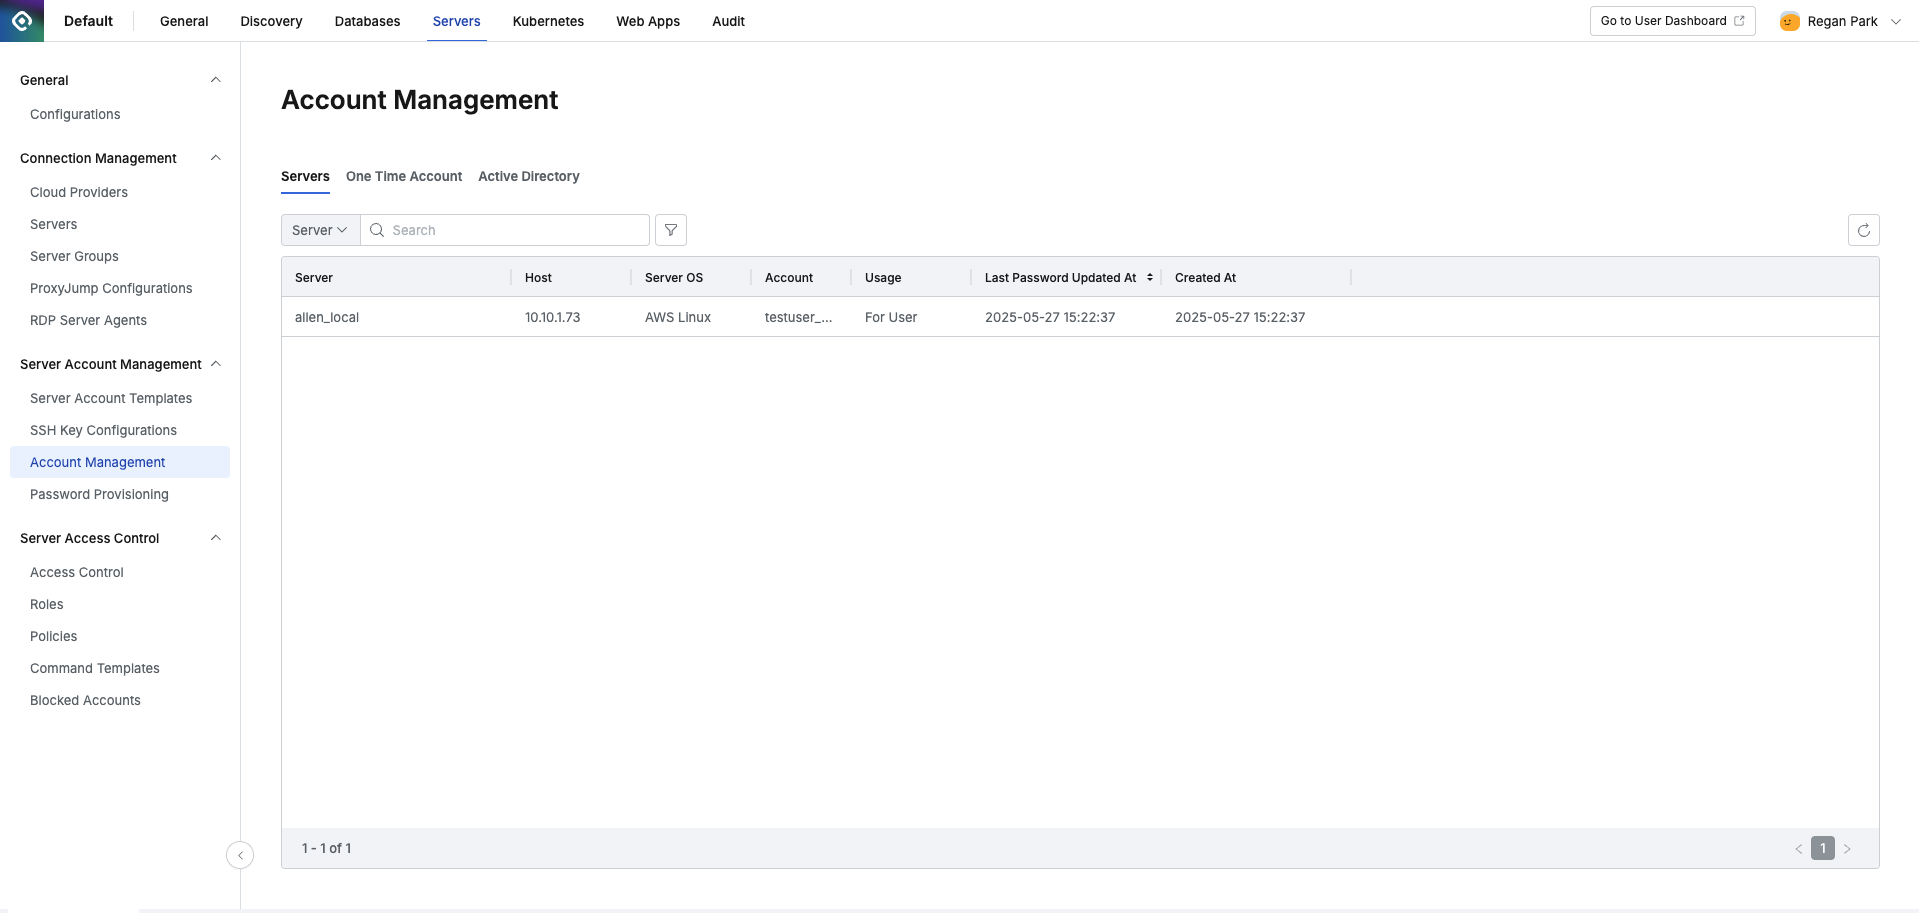 Default
General
Discovery
Databases
Servers
Kubernetes
Web Apps
Audit
Go to User Dashboard
Regan Park
General
Configurations
Connection Management
Cloud Providers
Servers
Server Groups
ProxyJump Configurations
RDP Server Agents
Server Account Management
Server Account Templates
SSH Key Configurations
Account Management
Password Provisioning
Server Access Control
Access Control
Roles
Policies
Command Templates
Blocked Accounts
Account Management
Servers One Time Account Active Directory
Server Search
Server Host Server OS Account Usage Last Password Updated At Created At
allen_local 10.10.1.73 AWS Linux testuser_... For User 2025-05-27 15:22:37 2025-05-27 15:22:37
1 - 1 of 1
1